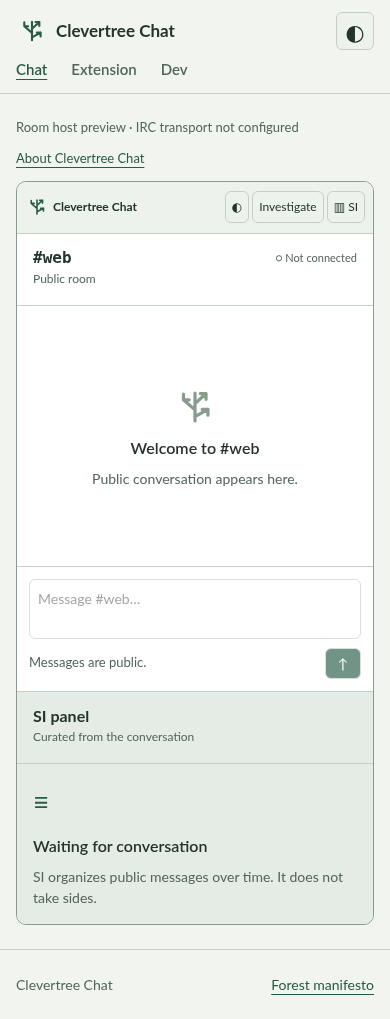 Clevertree Chat
Chat Extension Dev
Room host preview · IRC transport not configured
About Clevertree Chat
Clevertree Chat Investigate SI
#web Not connected
Public room
Welcome to #web
Public conversation appears here.
Message #web...
Messages are public. ↑
SI panel
Curated from the conversation
Waiting for conversation
SI organizes public messages over time. It does not
take sides.
Clevertree Chat Forest manifesto